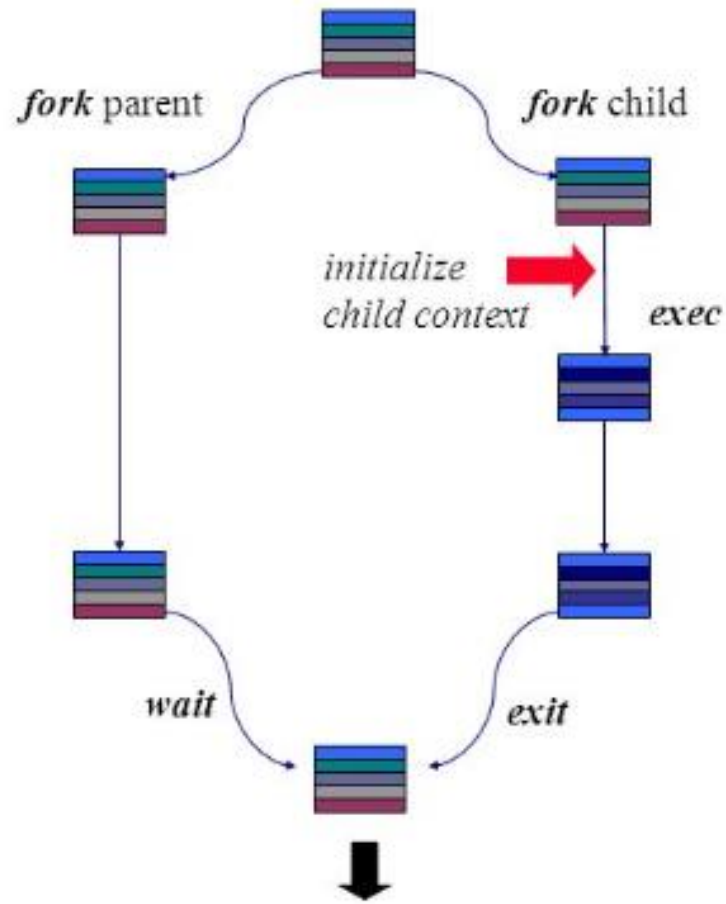 fork parent
fork child
initialize
child context
exec
wait
exit